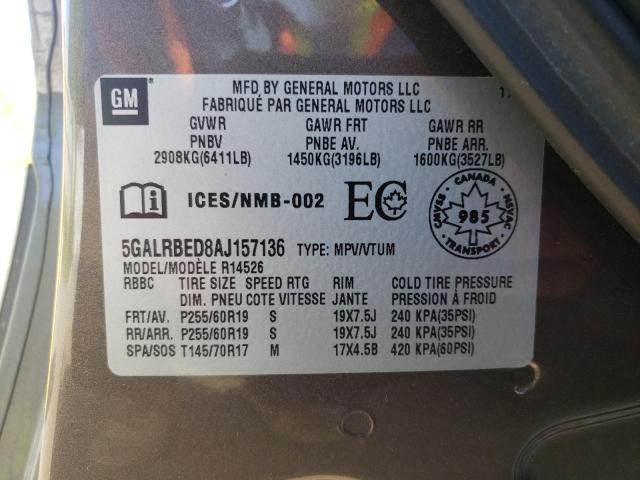 GM
MFD BY GENERAL MOTORS LLC
FABRIQUÉ PAR GENERAL MOTORS LLC
GVWR GAWR FRT GAWR RR
PNBV PNBE AV. PNBE ARR.
2908KG(6411LB) 1450KG(3196LB) 1600KG(3527LB)
ICES/NMB-002 EC
CANADA
CMVSS 985 NSVAC
TRANSPORT
5GALRBED8AJ157136 TYPE: MPV/VTUM
MODEL/MODÈLE R14526
RBBC TIRE SIZE SPEED RTG RIM COLD TIRE PRESSURE
DIM. PNEU COTE VITESSE JANTE PRESSION À FROID
FRT/AV. P255/60R19 S 19X7.5J 240 KPA(35PSI)
RR/ARR. P255/60R19 S 19X7.5J 240 KPA(35PSI)
SPA/SOS T145/70R17 M 17X4.5B 420 KPA(60PSI)